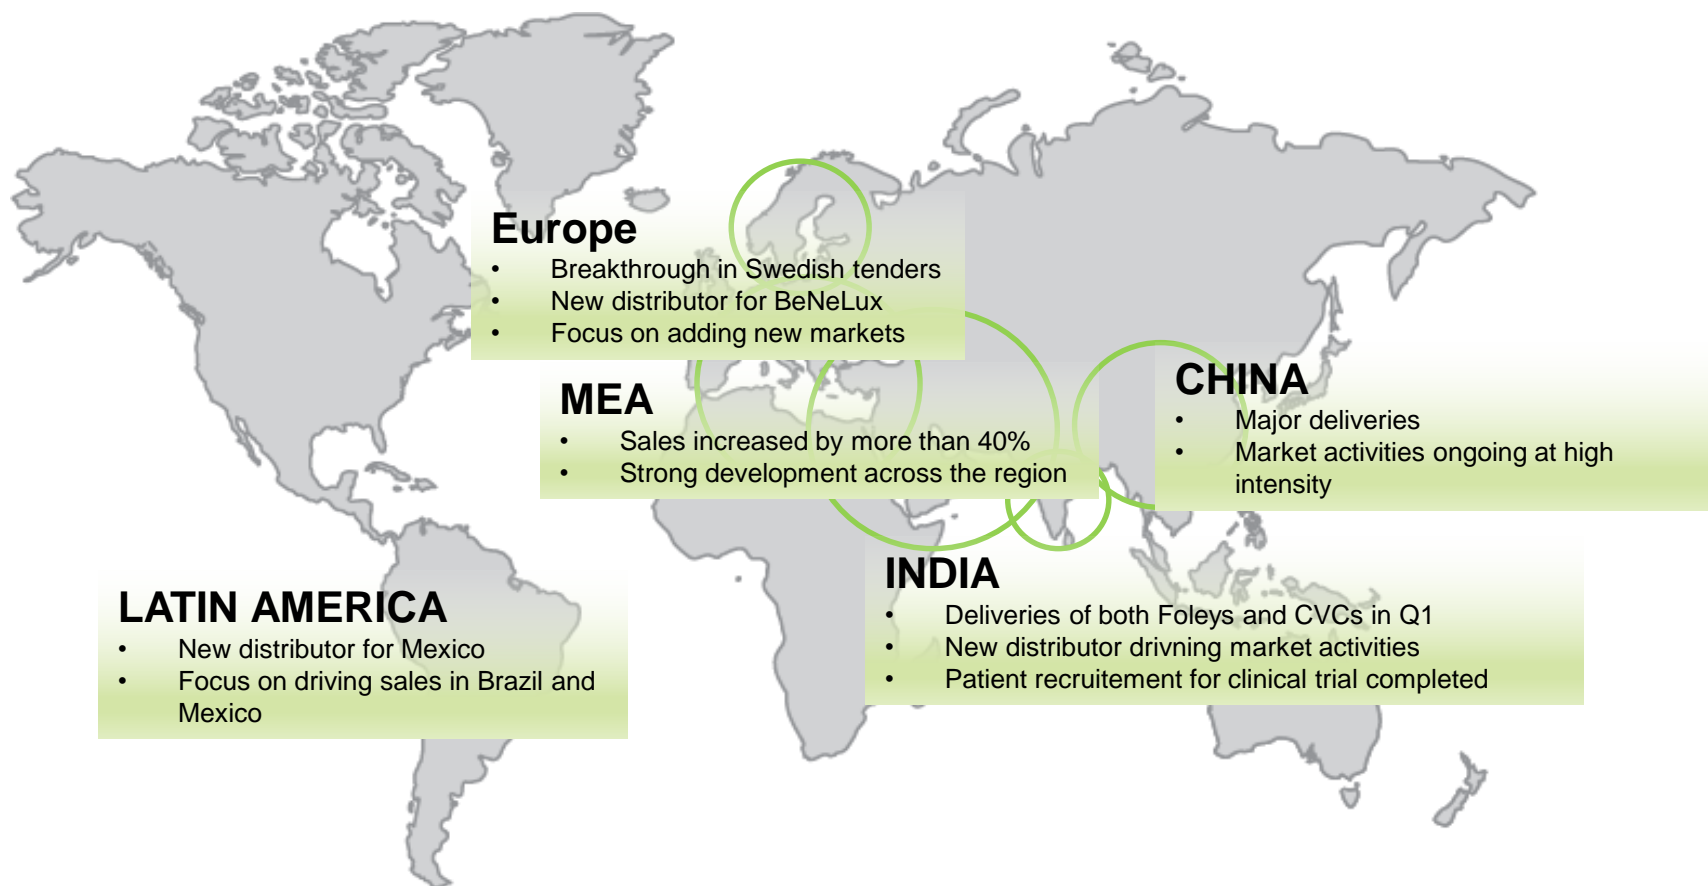 Europe
• Breakthrough in Swedish tenders
• New distributor for BeNeLux
• Focus on adding new markets
MEA
• Sales increased by more than 40%
• Strong development across the region
CHINA
• Major deliveries
• Market activities ongoing at high
intensity
INDIA
• Deliveries of both Foleys and CVCs in Q1
• New distributor drivning market activities
• Patient recruitement for clinical trial completed
LATIN AMERICA
• New distributor for Mexico
• Focus on driving sales in Brazil and
Mexico